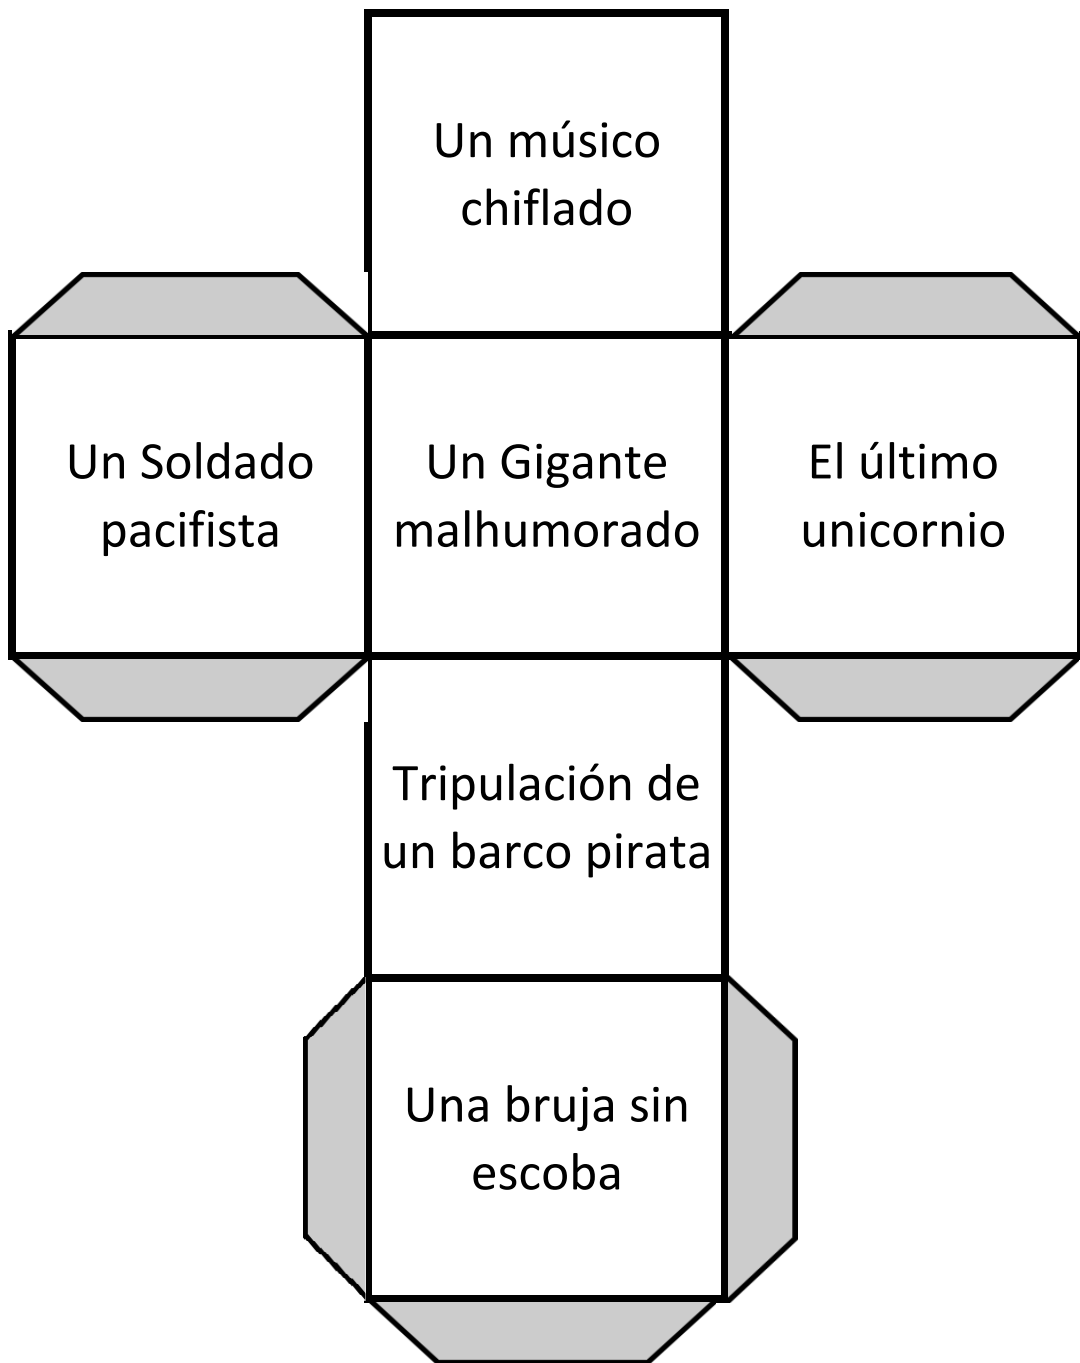 Un músico
chiflado
Un Soldado
pacifista
Un Gigante
malhumorado
El último
unicornio
Tripulación de
un barco pirata
Una bruja sin
escoba